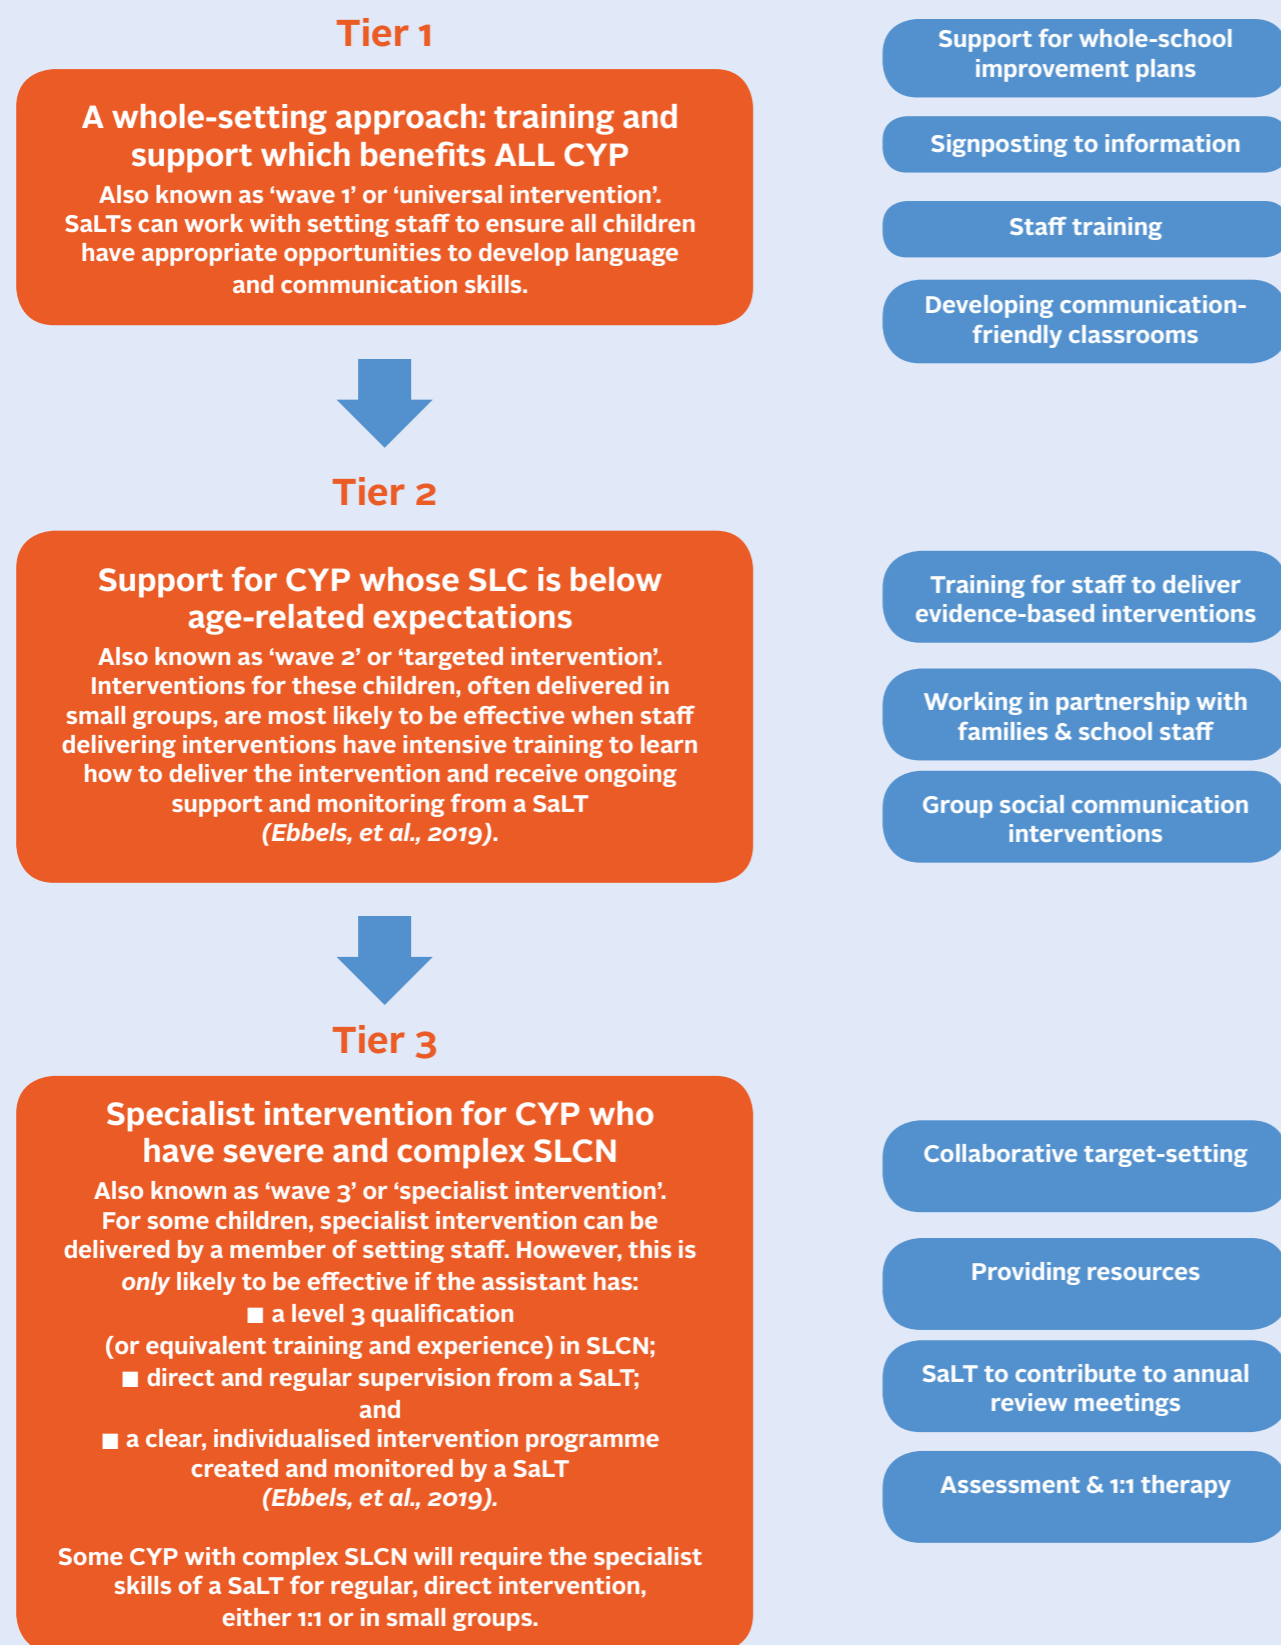 Tier 1
A whole-setting approach: training and
support which benefits ALL CYP
Also known as ‘wave 1’ or ‘universal intervention’.
SaLTs can work with setting staff to ensure all children
have appropriate opportunities to develop language
and communication skills.
Support for whole-school
improvement plans
Signposting to information
Staff training
Developing communication-
friendly classrooms
Tier 2
Support for CYP whose SLC is below
age-related expectations
Also known as ‘wave 2’ or ‘targeted intervention’.
Interventions for these children, often delivered in
small groups, are most likely to be effective when staff
delivering interventions have intensive training to learn
how to deliver the intervention and receive ongoing
support and monitoring from a SaLT
(Ebbels, et al., 2019).
Training for staff to deliver
evidence-based interventions
Working in partnership with
families & school staff
Group social communication
interventions
Tier 3
Specialist intervention for CYP who
have severe and complex SLCN
Also known as ‘wave 3’ or ‘specialist intervention’.
For some children, specialist intervention can be
delivered by a member of setting staff. However, this is
only likely to be effective if the assistant has:
■ a level 3 qualification
(or equivalent training and experience) in SLCN;
■ direct and regular supervision from a SaLT;
and
■ a clear, individualised intervention programme
created and monitored by a SaLT
(Ebbels, et al., 2019).
Some CYP with complex SLCN will require the specialist
skills of a SaLT for regular, direct intervention,
either 1:1 or in small groups.
Collaborative target-setting
Providing resources
SaLT to contribute to annual
review meetings
Assessment & 1:1 therapy